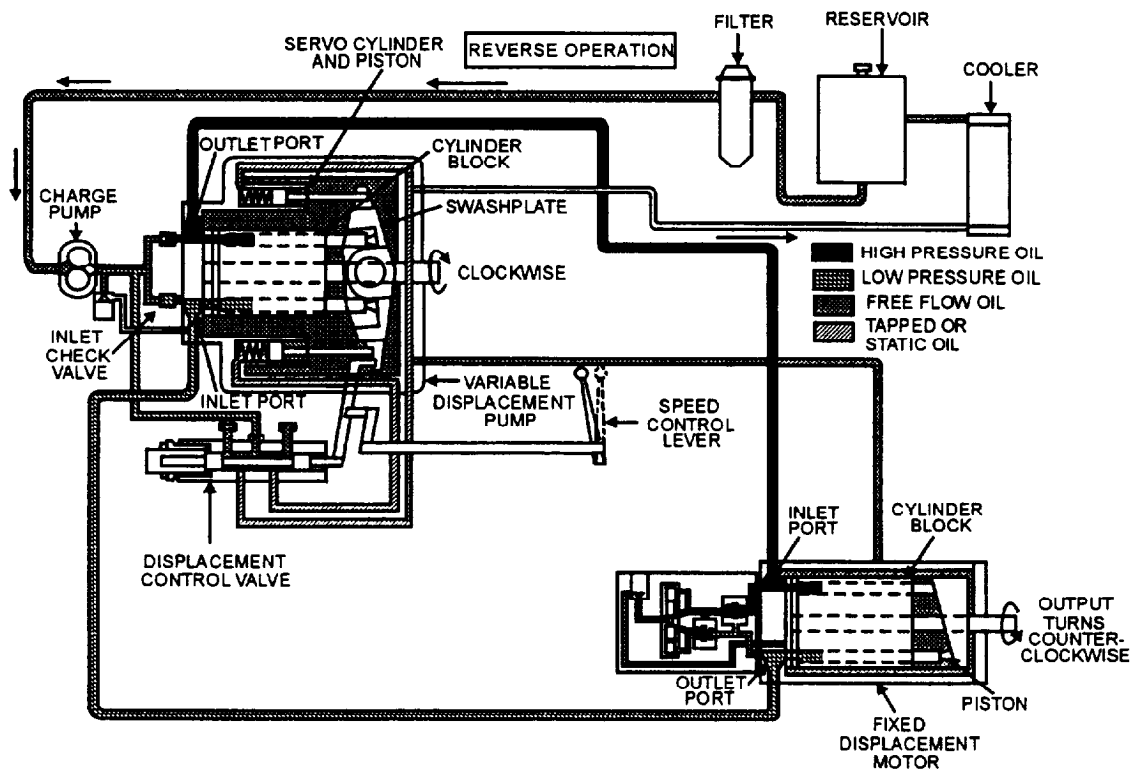 FILTER
RESERVOIR
COOLER
SERVO CYLINDER
AND PISTON
REVERSE OPERATION
OUTLET PORT
CYLINDER
BLOCK
SWASHPLATE
CHARGE
PUMP
CLOCKWISE
HIGH PRESSURE OIL
LOW PRESSURE OIL
FREE FLOW OIL
TAPPED OR
STATIC OIL
INLET
CHECK
VALVE
INLET PORT
VARIABLE
DISPLACEMENT
PUMP
SPEED
CONTROL
LEVER
DISPLACEMENT
CONTROL VALVE
INLET
PORT
CYLINDER
BLOCK
OUTPUT
TURNS
COUNTER-
CLOCKWISE
OUTLET
PORT
PISTON
FIXED
DISPLACEMENT
MOTOR